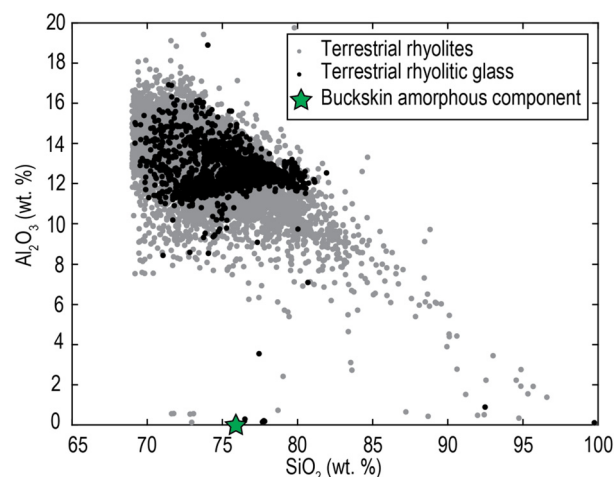 20
18
16
14
12
10
8
6
4
2
0
Al2O3 (wt. %)
Terrestrial rhyolites
Terrestrial rhyolitic glass
Buckskin amorphous component
65 70 75 80 85 90 95 100
SiO2 (wt. %)